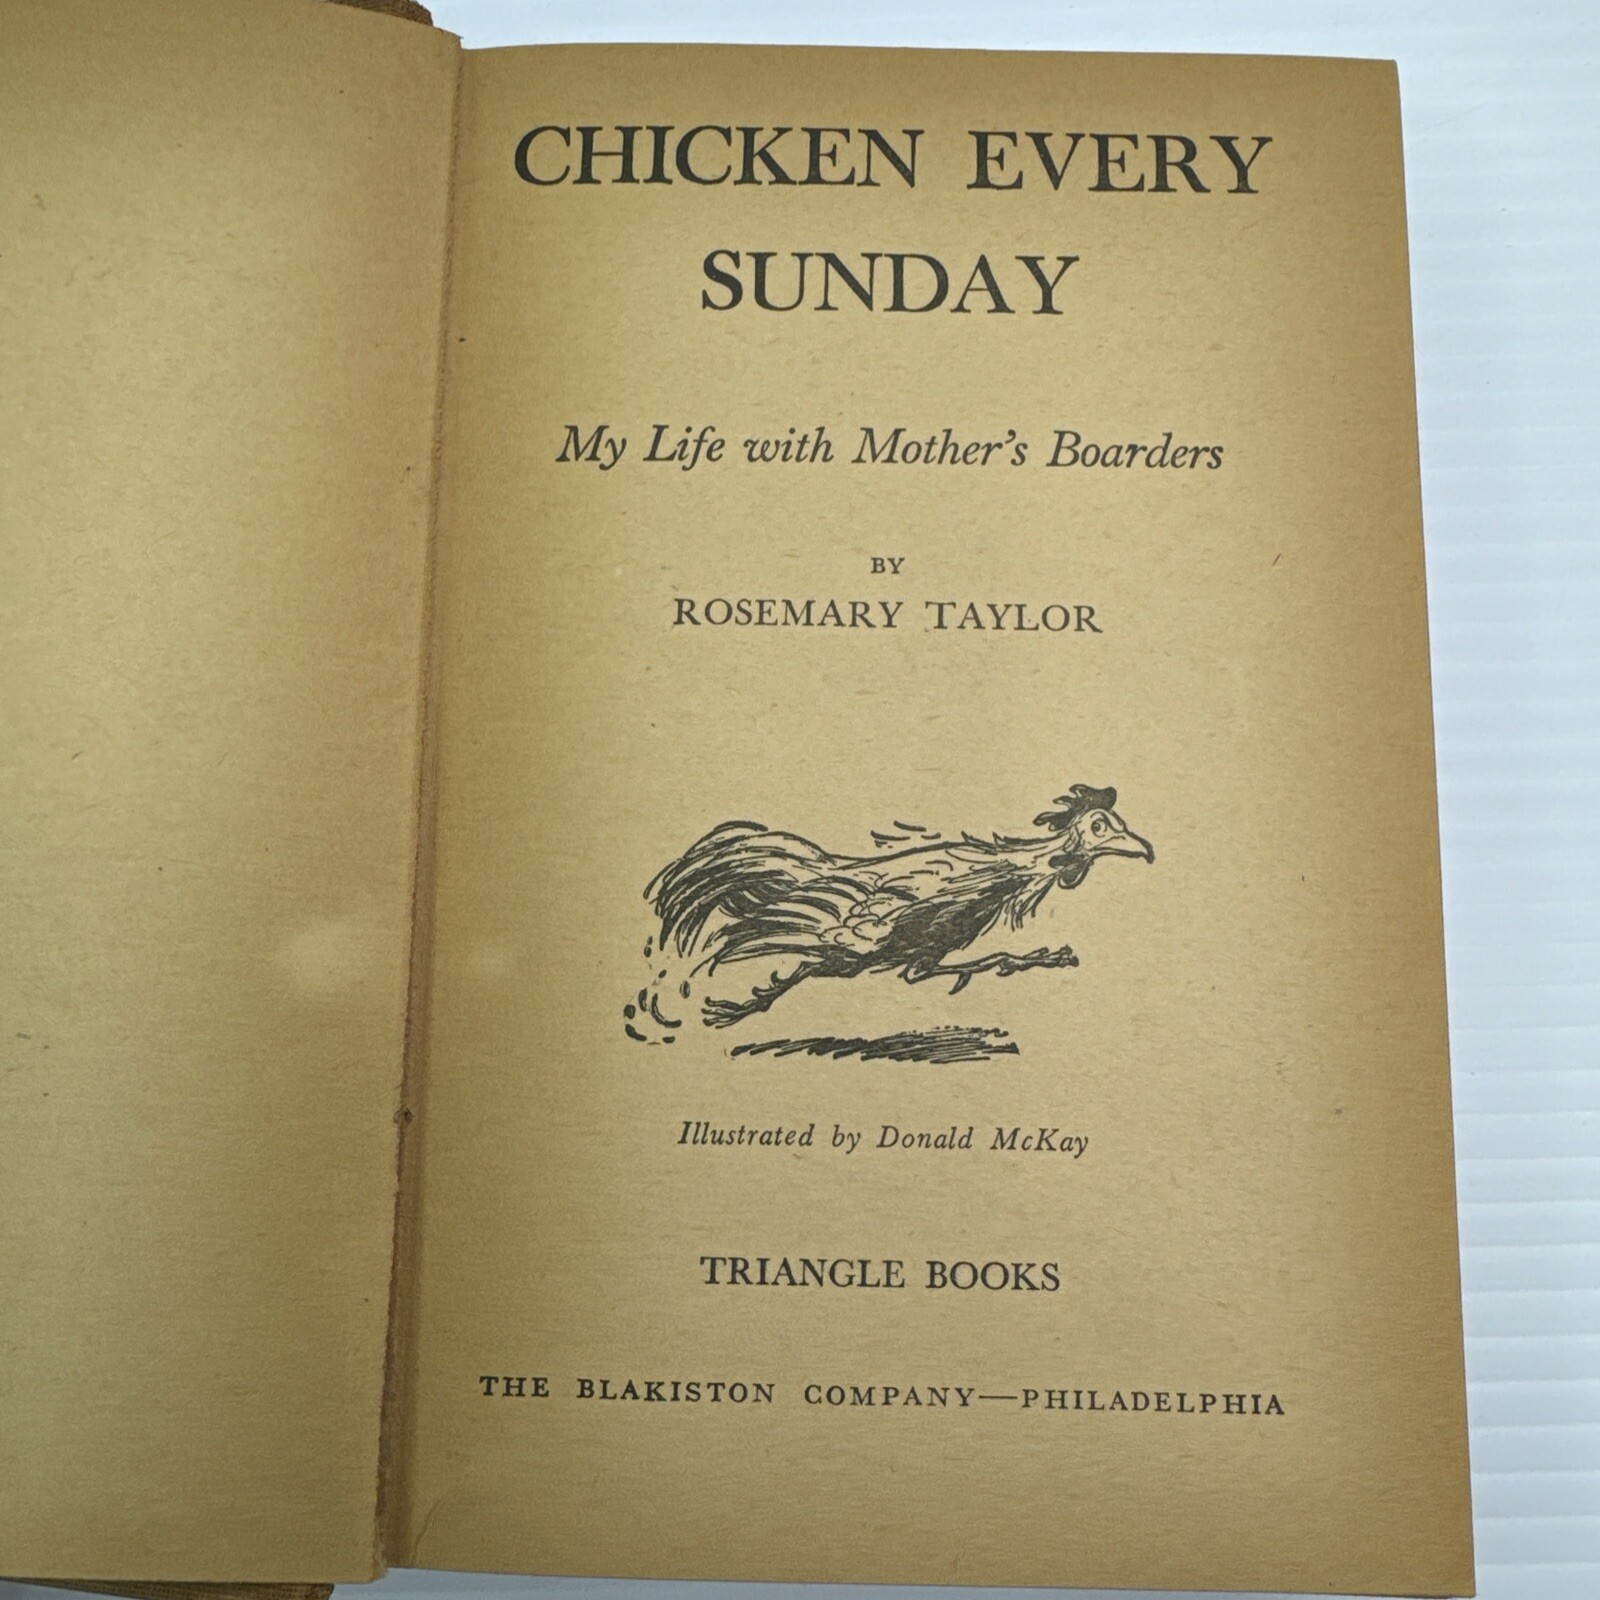 CHICKEN EVERY
SUNDAY
My Life with Mother's Boarders
BY
ROSEMARY TAYLOR
Illustrated by Donald McKay
TRIANGLE BOOKS
THE BLAKISTON COMPANY—PHILADELPHIA